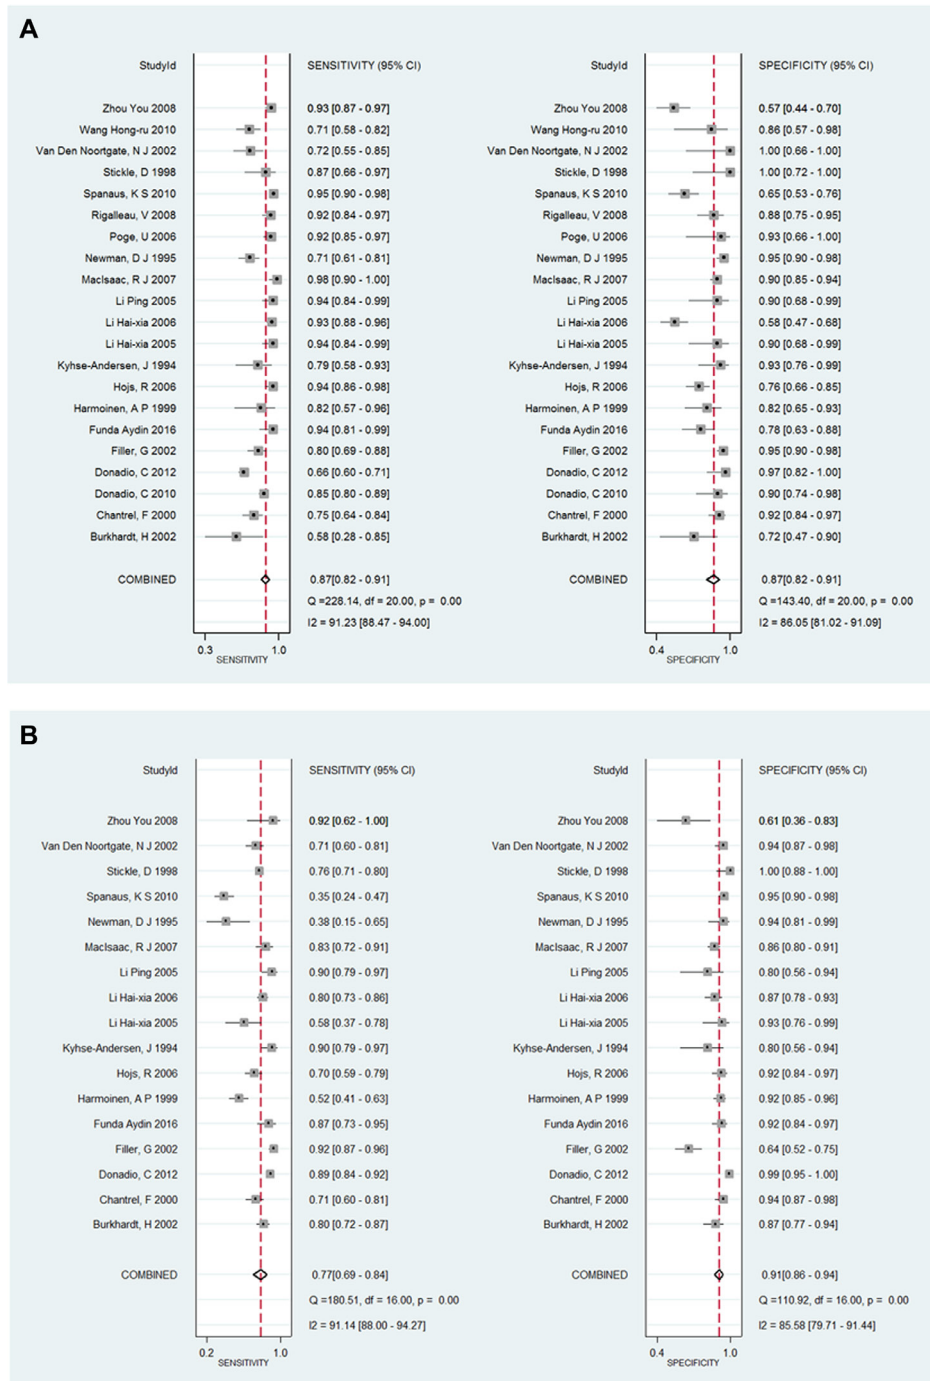 A
StudyId SENSITIVITY (95% CI) StudyId SPECIFICITY (95% CI)
Zhou You 2008 0.93 [0.87 - 0.97] Zhou You 2008 0.57 [0.44 - 0.70]
Wang Hong-ru 2010 0.71 [0.58 - 0.82] Wang Hong-ru 2010 0.86 [0.57 - 0.98]
Van Den Noortgate, N J 2002 0.72 [0.55 - 0.85] Van Den Noortgate, N J 2002 1.00 [0.66 - 1.00]
Stickle, D 1998 0.87 [0.66 - 0.97] Stickle, D 1998 1.00 [0.72 - 1.00]
Spanaus, K S 2010 0.95 [0.90 - 0.98] Spanaus, K S 2010 0.65 [0.53 - 0.76]
Rigalleau, V 2008 0.92 [0.84 - 0.97] Rigalleau, V 2008 0.88 [0.75 - 0.95]
Poge, U 2006 0.92 [0.85 - 0.97] Poge, U 2006 0.93 [0.66 - 1.00]
Newman, D J 1995 0.71 [0.61 - 0.81] Newman, D J 1995 0.95 [0.90 - 0.98]
MacIsaac, R J 2007 0.98 [0.90 - 1.00] MacIsaac, R J 2007 0.90 [0.85 - 0.94]
Li Ping 2005 0.94 [0.84 - 0.99] Li Ping 2005 0.90 [0.68 - 0.99]
Li Hai-xia 2006 0.93 [0.88 - 0.96] Li Hai-xia 2006 0.58 [0.47 - 0.68]
Li Hai-xia 2005 0.94 [0.84 - 0.99] Li Hai-xia 2005 0.90 [0.68 - 0.99]
Kyhse-Andersen, J 1994 0.79 [0.58 - 0.93] Kyhse-Andersen, J 1994 0.93 [0.76 - 0.99]
Hojs, R 2006 0.94 [0.86 - 0.98] Hojs, R 2006 0.76 [0.66 - 0.85]
Harmoinen, A P 1999 0.82 [0.57 - 0.96] Harmoinen, A P 1999 0.82 [0.65 - 0.93]
Funda Aydin 2016 0.94 [0.81 - 0.99] Funda Aydin 2016 0.78 [0.63 - 0.88]
Filler, G 2002 0.80 [0.69 - 0.88] Filler, G 2002 0.95 [0.90 - 0.98]
Donadio, C 2012 0.66 [0.60 - 0.71] Donadio, C 2012 0.97 [0.82 - 1.00]
Donadio, C 2010 0.85 [0.80 - 0.89] Donadio, C 2010 0.90 [0.74 - 0.98]
Chantrel, F 2000 0.75 [0.64 - 0.84] Chantrel, F 2000 0.92 [0.84 - 0.97]
Burkhardt, H 2002 0.58 [0.28 - 0.85] Burkhardt, H 2002 0.72 [0.47 - 0.90]
COMBINED 0.87[0.82 - 0.91] COMBINED 0.87[0.82 - 0.91]
Q =228.14, df = 20.00, p = 0.00 Q =143.40, df = 20.00, p = 0.00
I2 = 91.23 [88.47 - 94.00] I2 = 86.05 [81.02 - 91.09]
0.3 1.0 0.4 1.0
SENSITIVITY SPECIFICITY
B
StudyId SENSITIVITY (95% CI) StudyId SPECIFICITY (95% CI)
Zhou You 2008 0.92 [0.62 - 1.00] Zhou You 2008 0.61 [0.36 - 0.83]
Van Den Noortgate, N J 2002 0.71 [0.60 - 0.81] Van Den Noortgate, N J 2002 0.94 [0.87 - 0.98]
Stickle, D 1998 0.76 [0.71 - 0.80] Stickle, D 1998 1.00 [0.88 - 1.00]
Spanaus, K S 2010 0.35 [0.24 - 0.47] Spanaus, K S 2010 0.95 [0.90 - 0.98]
Newman, D J 1995 0.38 [0.15 - 0.65] Newman, D J 1995 0.94 [0.81 - 0.99]
MacIsaac, R J 2007 0.83 [0.72 - 0.91] MacIsaac, R J 2007 0.86 [0.80 - 0.91]
Li Ping 2005 0.90 [0.79 - 0.97] Li Ping 2005 0.80 [0.56 - 0.94]
Li Hai-xia 2006 0.80 [0.73 - 0.86] Li Hai-xia 2006 0.87 [0.78 - 0.93]
Li Hai-xia 2005 0.58 [0.37 - 0.78] Li Hai-xia 2005 0.93 [0.76 - 0.99]
Kyhse-Andersen, J 1994 0.90 [0.79 - 0.97] Kyhse-Andersen, J 1994 0.80 [0.56 - 0.94]
Hojs, R 2006 0.70 [0.59 - 0.79] Hojs, R 2006 0.92 [0.84 - 0.97]
Harmoinen, A P 1999 0.52 [0.41 - 0.63] Harmoinen, A P 1999 0.92 [0.85 - 0.96]
Funda Aydin 2016 0.87 [0.73 - 0.95] Funda Aydin 2016 0.92 [0.84 - 0.97]
Filler, G 2002 0.92 [0.87 - 0.96] Filler, G 2002 0.64 [0.52 - 0.75]
Donadio, C 2012 0.89 [0.84 - 0.92] Donadio, C 2012 0.99 [0.95 - 1.00]
Chantrel, F 2000 0.71 [0.60 - 0.81] Chantrel, F 2000 0.94 [0.87 - 0.98]
Burkhardt, H 2002 0.80 [0.72 - 0.87] Burkhardt, H 2002 0.87 [0.77 - 0.94]
COMBINED 0.77[0.69 - 0.84] COMBINED 0.91[0.86 - 0.94]
Q =180.51, df = 16.00, p = 0.00 Q =110.92, df = 16.00, p = 0.00
I2 = 91.14 [88.00 - 94.27] I2 = 85.58 [79.71 - 91.44]
0.2 1.0 0.4 1.0
SENSITIVITY SPECIFICITY